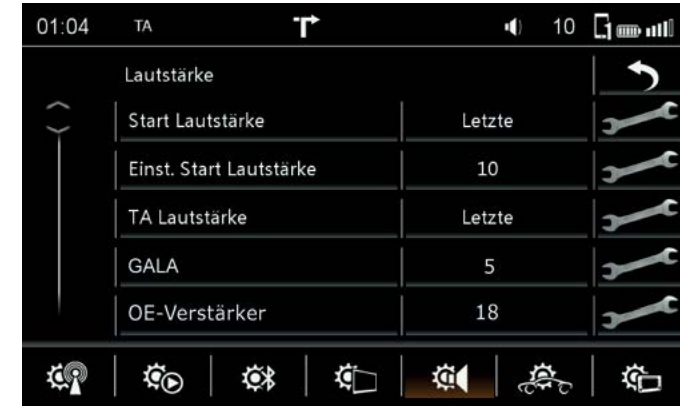 01:04 TA 10 1
Lautstärke
Start Lautstärke Letzte
Einst. Start Lautstärke 10
TA Lautstärke Letzte
GALA 5
OE-Verstärker 18